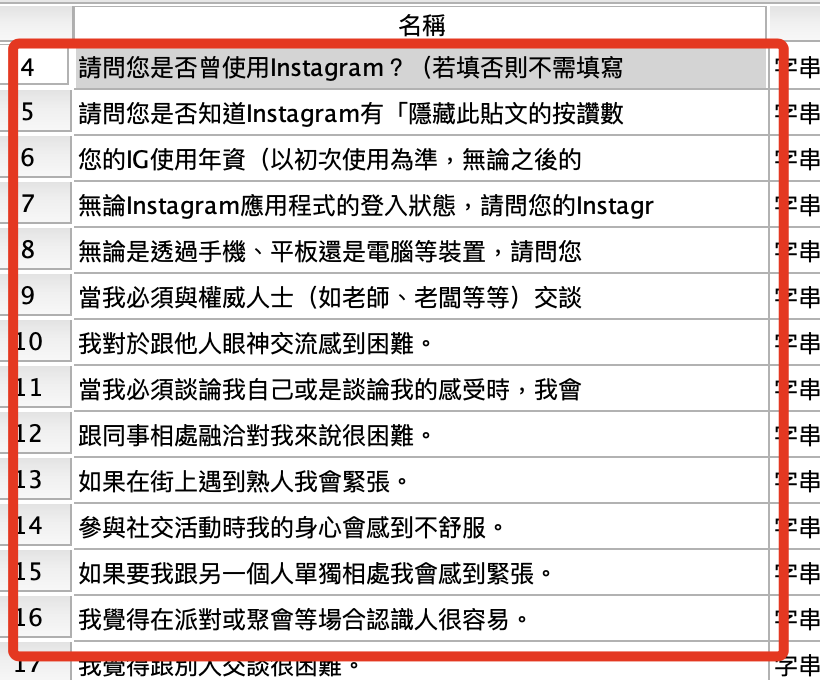 名稱
4 請問您是否曾使用Instagram？（若填否則不需填寫 字串
5 請問您是否知道Instagram有「隱藏此貼文的按讚數 字串
6 您的IG使用年資（以初次使用為準，無論之後的 字串
7 無論Instagram應用程式的登入狀態，請問您的Instagr 字串
8 無論是透過手機、平板還是電腦等裝置，請問您 字串
9 當我必須與權威人士（如老師、老闆等等）交談 字串
10 我對於跟他人眼神交流感到困難。 字串
11 當我必須談論我自己或是談論我的感受時，我會 字串
12 跟同事相處融洽對我來說很困難。 字串
13 如果在街上遇到熟人我會緊張。 字串
14 參與社交活動時我的身心會感到不舒服。 字串
15 如果要我跟另一個人單獨相處我會感到緊張。 字串
16 我覺得在派對或聚會等場合認識人很容易。 字串
17 我覺得跟別人交談很困難。 字串